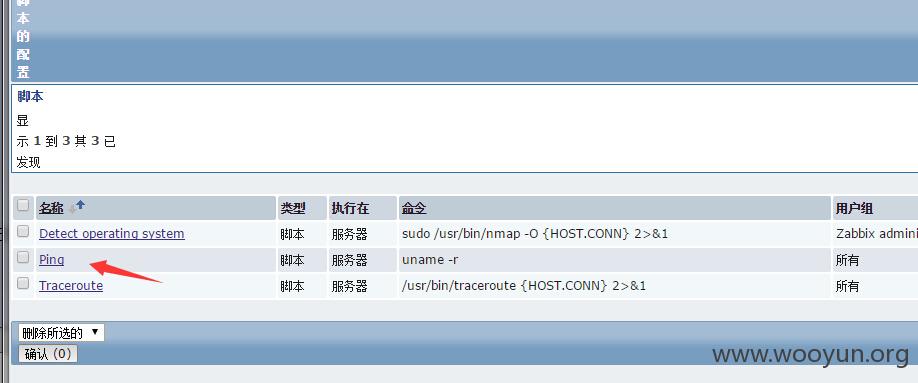 脚
本
的
配
置
脚本
显
示 1 到 3 其 3 已
发现
名称 类型 执行在 命令 用户组
Detect operating system 脚本 服务器 sudo /usr/bin/nmap -O {HOST.CONN} 2>&1 Zabbix admini
Ping 脚本 服务器 uname -r 所有
Traceroute 脚本 服务器 /usr/bin/traceroute {HOST.CONN} 2>&1 所有
删除所选的
确认 (0)
www.wooyun.org